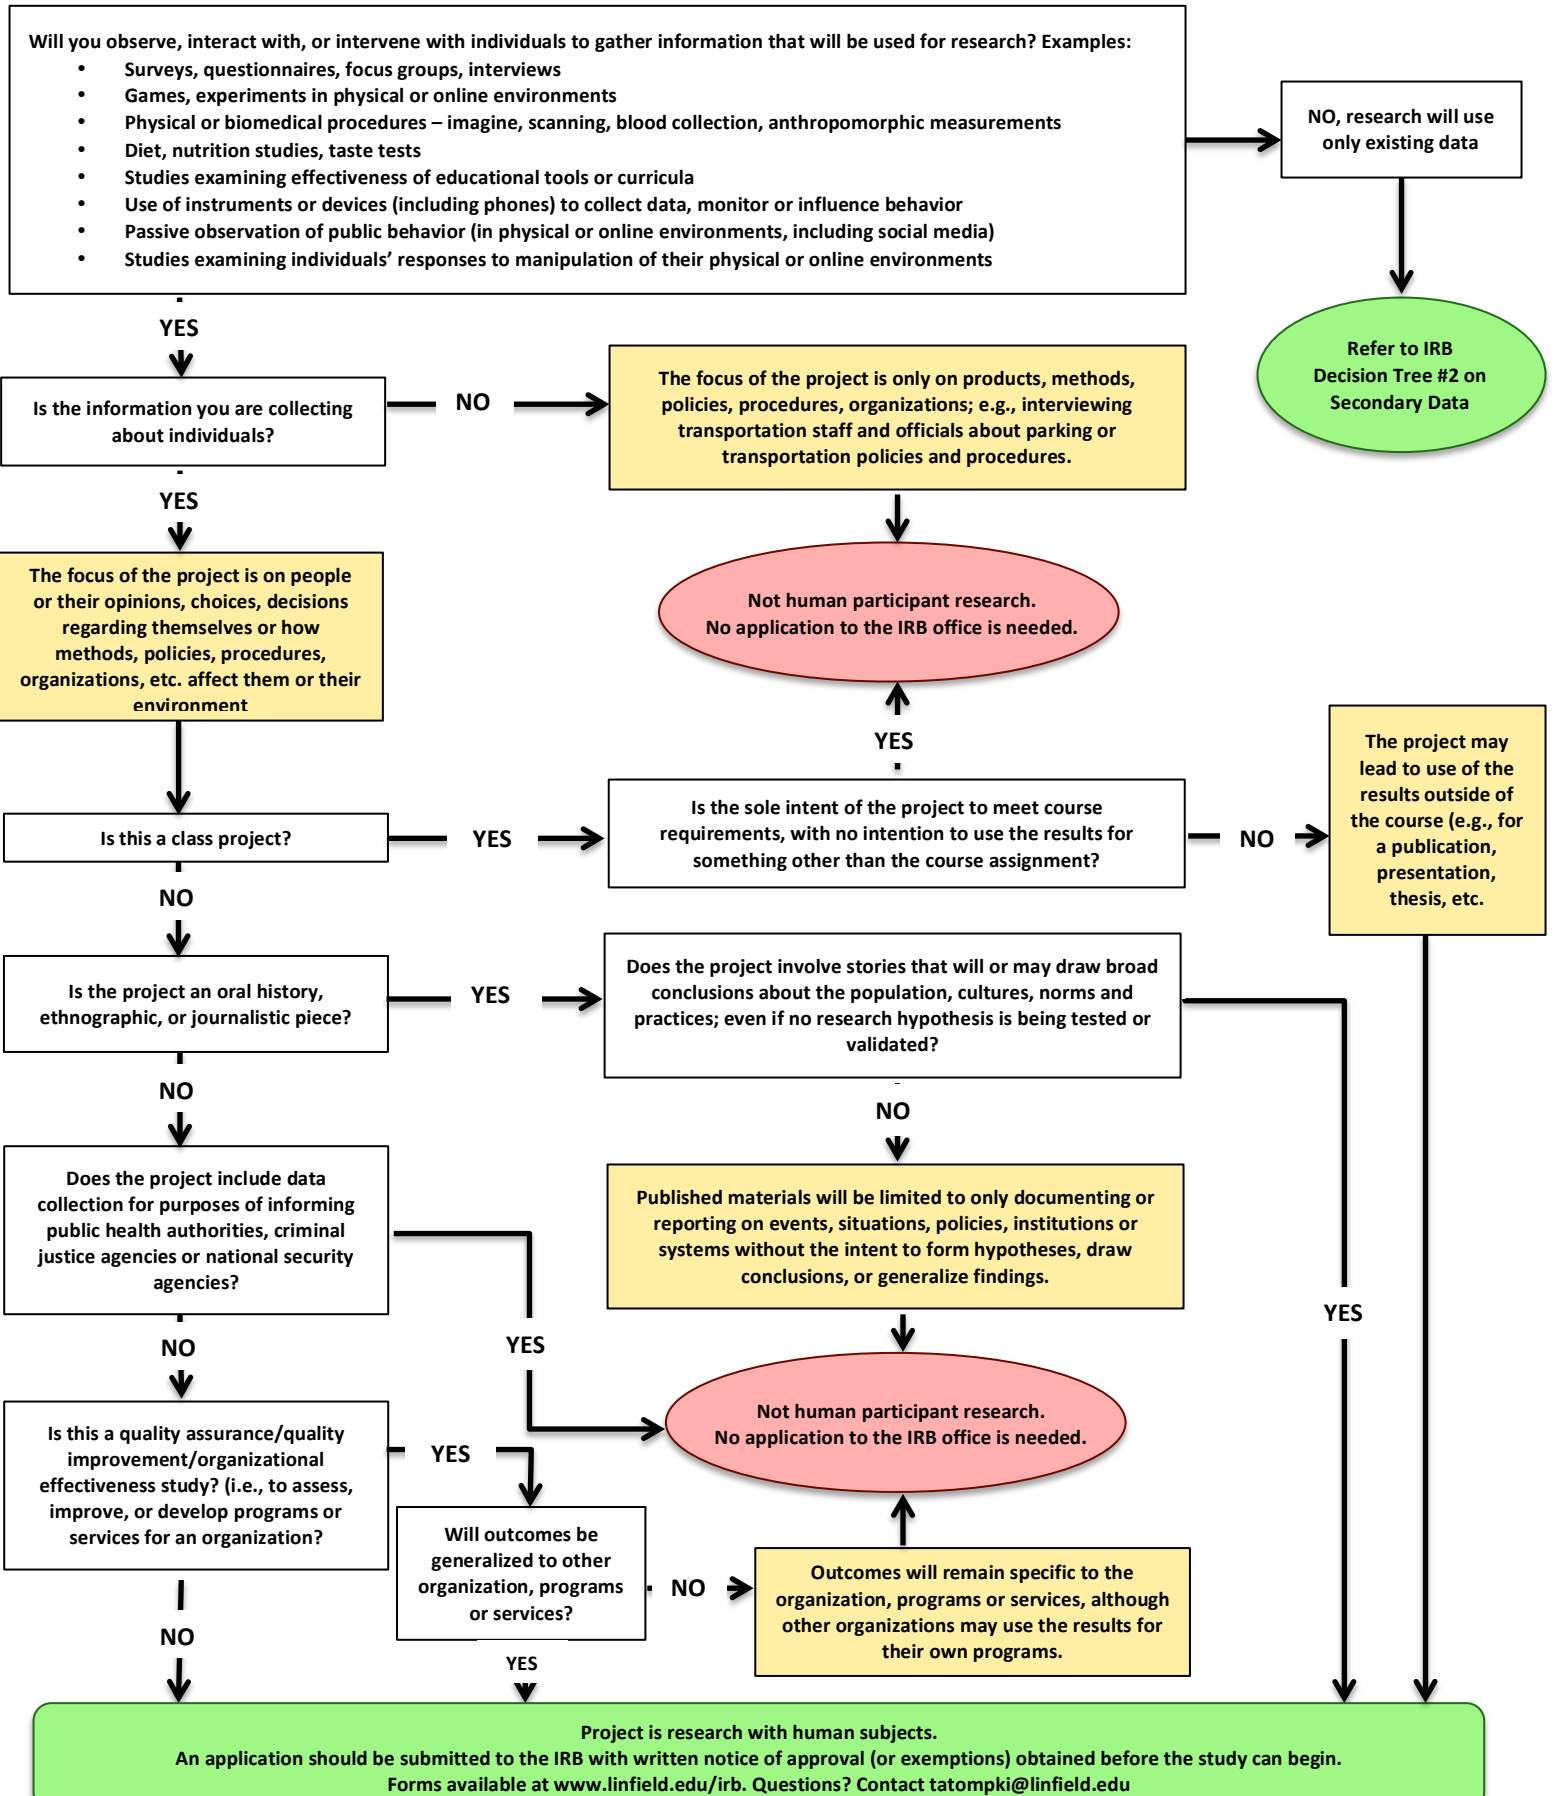 Will you observe, interact with, or intervene with individuals to gather information that will be used for research? Examples:
• Surveys, questionnaires, focus groups, interviews
• Games, experiments in physical or online environments
• Physical or biomedical procedures – imagine, scanning, blood collection, anthropomorphic measurements
• Diet, nutrition studies, taste tests
• Studies examining effectiveness of educational tools or curricula
• Use of instruments or devices (including phones) to collect data, monitor or influence behavior
• Passive observation of public behavior (in physical or online environments, including social media)
• Studies examining individuals’ responses to manipulation of their physical or online environments
NO, research will use
only existing data
Refer to IRB
Decision Tree #2 on
Secondary Data
YES
Is the information you are collecting
about individuals?
NO
The focus of the project is only on products, methods,
policies, procedures, organizations; e.g., interviewing
transportation staff and officials about parking or
transportation policies and procedures.
YES
The focus of the project is on people
or their opinions, choices, decisions
regarding themselves or how
methods, policies, procedures,
organizations, etc. affect them or their
environment
Not human participant research.
No application to the IRB office is needed.
YES
Is this a class project?
YES
Is the sole intent of the project to meet course
requirements, with no intention to use the results for
something other than the course assignment?
NO
The project may
lead to use of the
results outside of
the course (e.g., for
a publication,
presentation,
thesis, etc.
NO
Is the project an oral history,
ethnographic, or journalistic piece?
YES
Does the project involve stories that will or may draw broad
conclusions about the population, cultures, norms and
practices; even if no research hypothesis is being tested or
validated?
NO
NO
YES
Does the project include data
collection for purposes of informing
public health authorities, criminal
justice agencies or national security
agencies?
YES
Published materials will be limited to only documenting or
reporting on events, situations, policies, institutions or
systems without the intent to form hypotheses, draw
conclusions, or generalize findings.
NO
Not human participant research.
No application to the IRB office is needed.
Is this a quality assurance/quality
improvement/organizational
effectiveness study? (i.e., to assess,
improve, or develop programs or
services for an organization?
YES
Will outcomes be
generalized to other
organization, programs
or services?
NO
Outcomes will remain specific to the
organization, programs or services, although
other organizations may use the results for
their own programs.
NO
YES
Project is research with human subjects.
An application should be submitted to the IRB with written notice of approval (or exemptions) obtained before the study can begin.
Forms available at www.linfield.edu/irb. Questions? Contact tatompki@linfield.edu